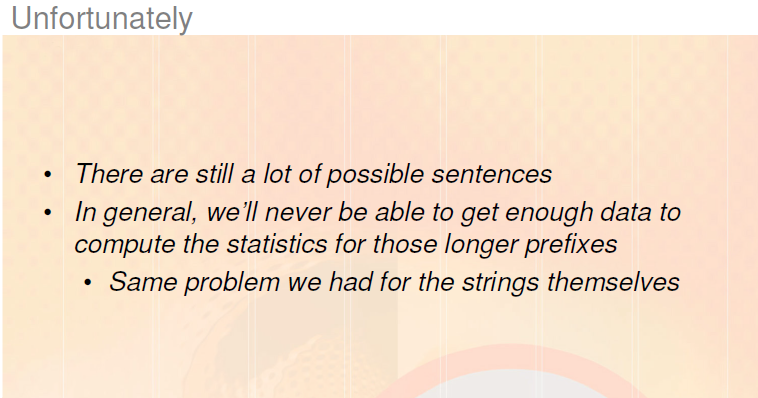 Unfortunately
• There are still a lot of possible sentences
• In general, we’ll never be able to get enough data to
compute the statistics for those longer prefixes
• Same problem we had for the strings themselves